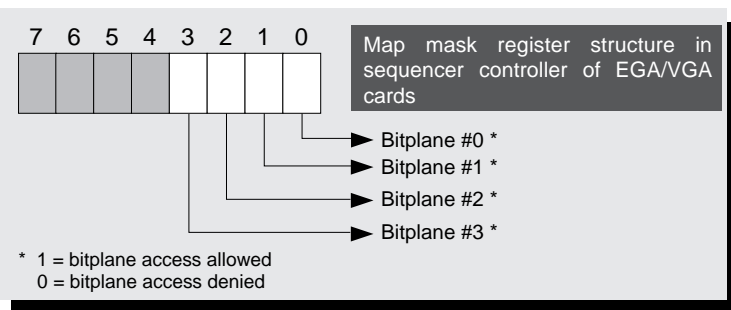 7 6 5 4 3 2 1 0
Map mask register structure in
sequencer controller of EGA/VGA
cards
Bitplane #0 *
Bitplane #1 *
Bitplane #2 *
Bitplane #3 *
* 1 = bitplane access allowed
0 = bitplane access denied